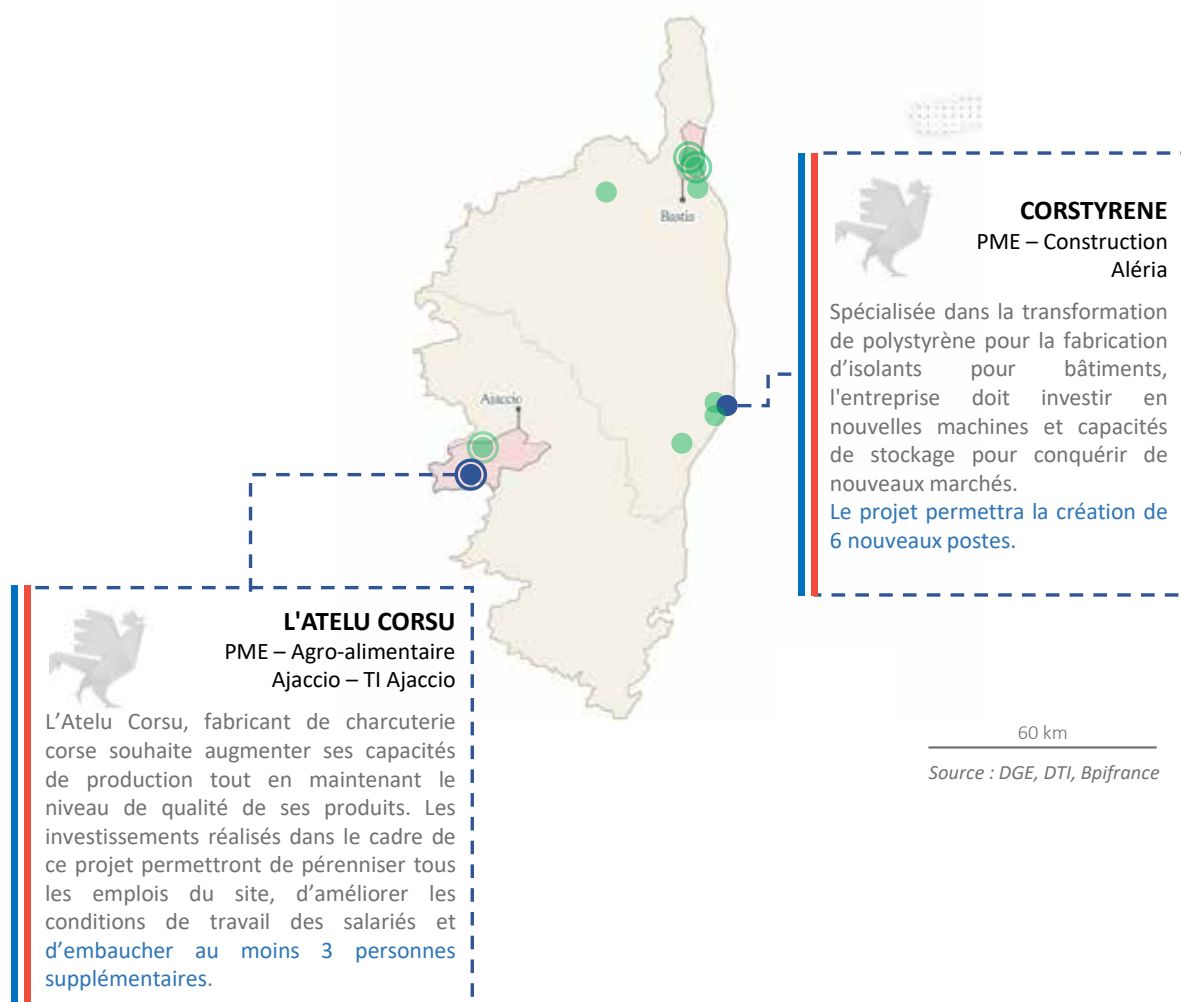 Bastia
Ajaccio
CORSTYRENE
PME – Construction
Aléria
Spécialisée dans la transformation
de polystyrène pour la fabrication
d'isolants pour bâtiments,
l'entreprise doit investir en
nouvelles machines et capacités
de stockage pour conquérir de
nouveaux marchés.
Le projet permettra la création de
6 nouveaux postes.
L'ATELU CORSU
PME – Agro-alimentaire
Ajaccio – TI Ajaccio
L’Atelu Corsu, fabricant de charcuterie
corse souhaite augmenter ses capacités
de production tout en maintenant le
niveau de qualité de ses produits. Les
investissements réalisés dans le cadre de
ce projet permettront de pérenniser tous
les emplois du site, d’améliorer les
conditions de travail des salariés et
d’embaucher au moins 3 personnes
supplémentaires.
60 km
Source : DGE, DTI, Bpifrance